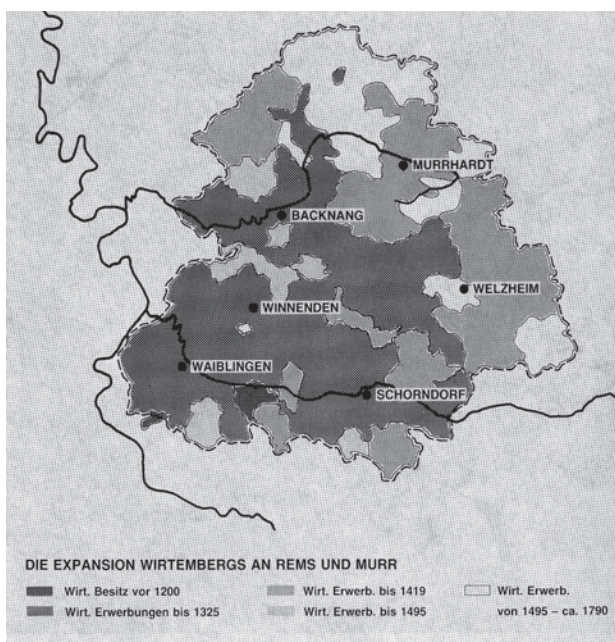 MURRHARDT
BACKNANG
WELZHEIM
WINNENDEN
WAIBLINGEN
SCHORNDORF
DIE EXPANSION WIRTEMBERGS AN REMS UND MURR
Wirt. Besitz vor 1200
Wirt. Erwerbungen bis 1325
Wirt. Erwerb. bis 1419
Wirt. Erwerb. bis 1495
Wirt. Erwerb.
von 1495 – ca. 1790